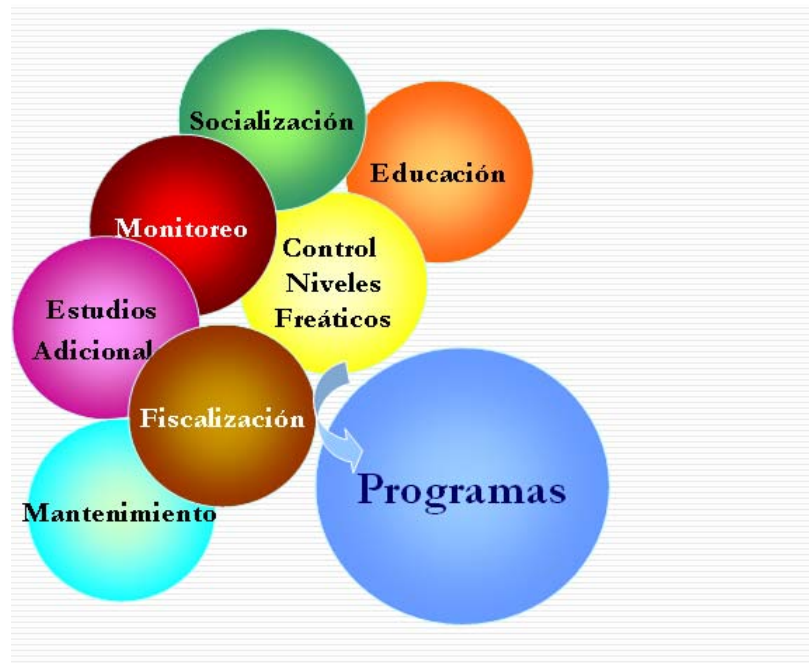 Socialización
Educación
Monitoreo
Control
Niveles
Freáticos
Estudios
Adicional
Fiscalización
Programas
Mantenimiento